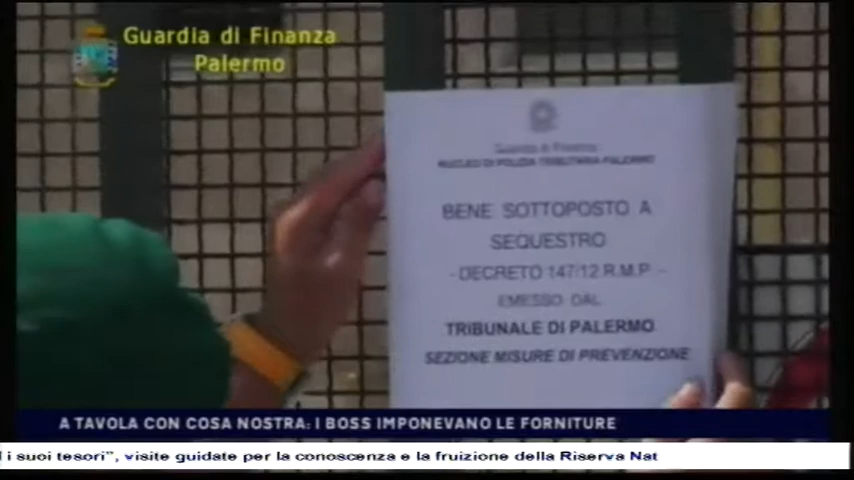 Guardia di Finanza
Palermo
Guardia di Finanza
NUCLEO DI POLIZIA TRIBUTARIA PALERMO
BENE SOTTOPOSTO A
SEQUESTRO
- DECRETO 147/12 R.M.P -
EMESSO DAL
TRIBUNALE DI PALERMO
SEZIONE MISURE DI PREVENZIONE
A TAVOLA CON COSA NOSTRA: I BOSS IMPONEVANO LE FORNITURE
i suoi tesori", visite guidate per la conoscenza e la fruizione della Riserva Nat